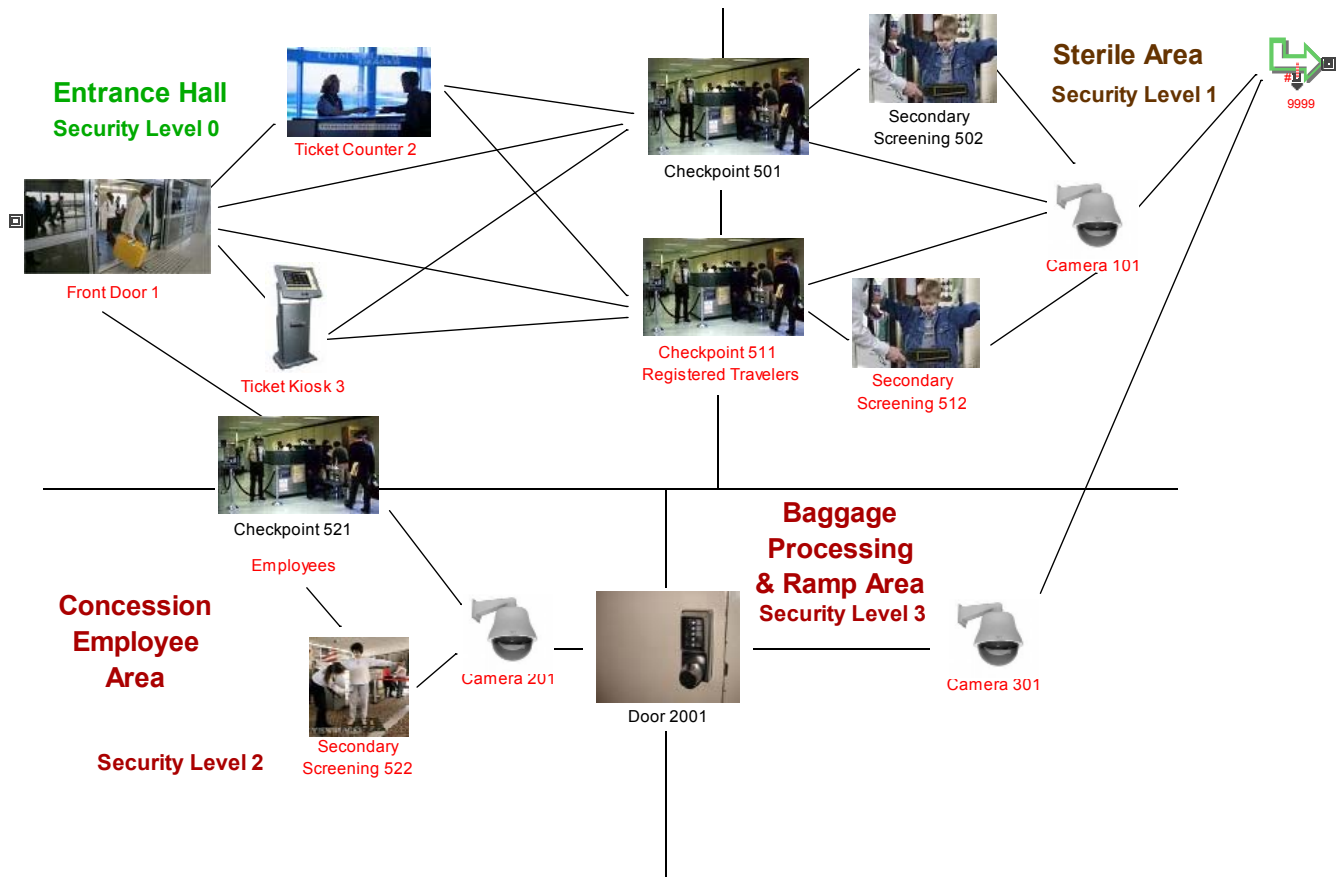 Entrance Hall
Security Level 0
Ticket Counter 2
Front Door 1
Ticket Kiosk 3
Checkpoint 501
Checkpoint 511
Registered Travelers
Secondary
Screening 502
Sterile Area
Security Level 1
#
9999
Camera 101
Secondary
Screening 512
Checkpoint 521
Employees
Concession
Employee
Area
Security Level 2
Secondary
Screening 522
Camera 201
Door 2001
Baggage
Processing
& Ramp Area
Security Level 3
Camera 301